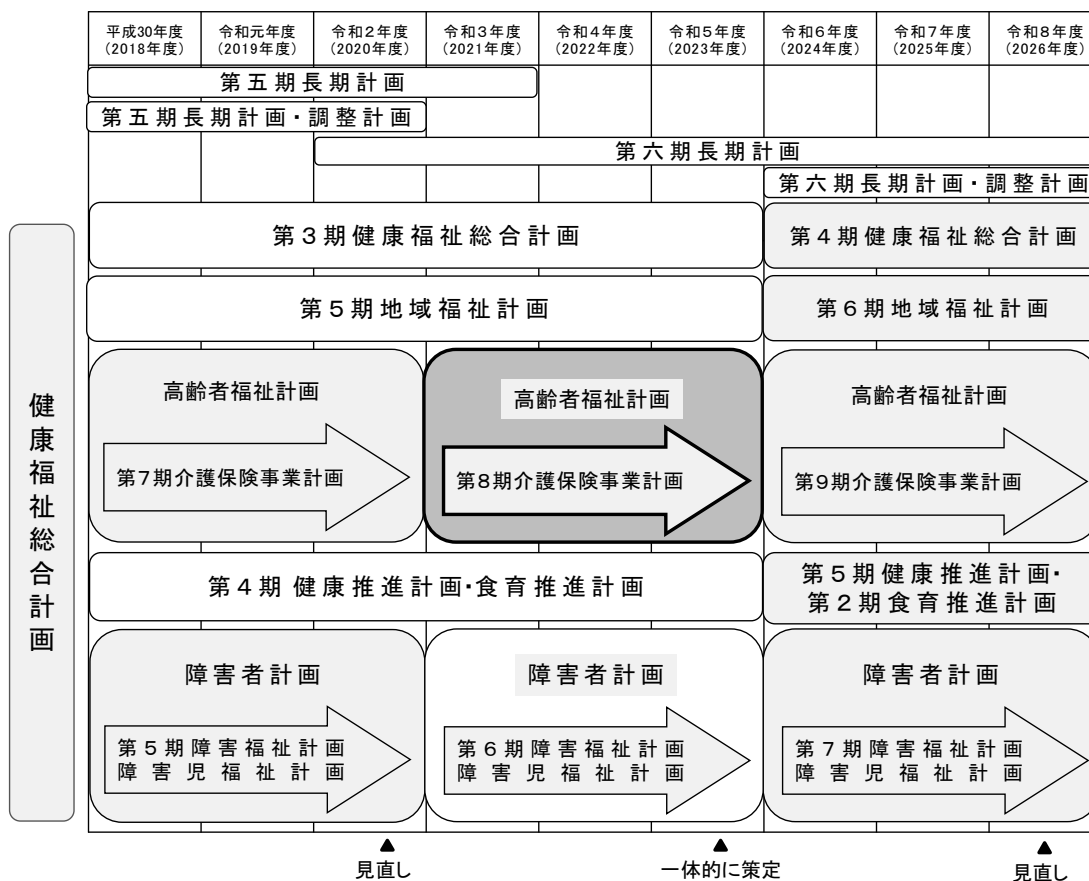 平成30年度 令和元年度 令和2年度 令和3年度 令和4年度 令和5年度 令和6年度 令和7年度 令和8年度
(2018年度) (2019年度) (2020年度) (2021年度) (2022年度) (2023年度) (2024年度) (2025年度) (2026年度)
第五期長期計画
第五期長期計画・調整計画
第六期長期計画
第六期長期計画・調整計画
健康福祉総合計画
第3期健康福祉総合計画
第4期健康福祉総合計画
第5期地域福祉計画
第6期地域福祉計画
高齢者福祉計画
第7期介護保険事業計画
高齢者福祉計画
第8期介護保険事業計画
高齢者福祉計画
第9期介護保険事業計画
第4期 健康推進計画・食育推進計画
第5期健康推進計画・
第2期食育推進計画
障害者計画
第5期障害福祉計画
障害児福祉計画
障害者計画
第6期障害福祉計画
障害児福祉計画
障害者計画
第7期障害福祉計画
障害児福祉計画
▲ ▲ ▲
見直し 一体的に策定 見直し